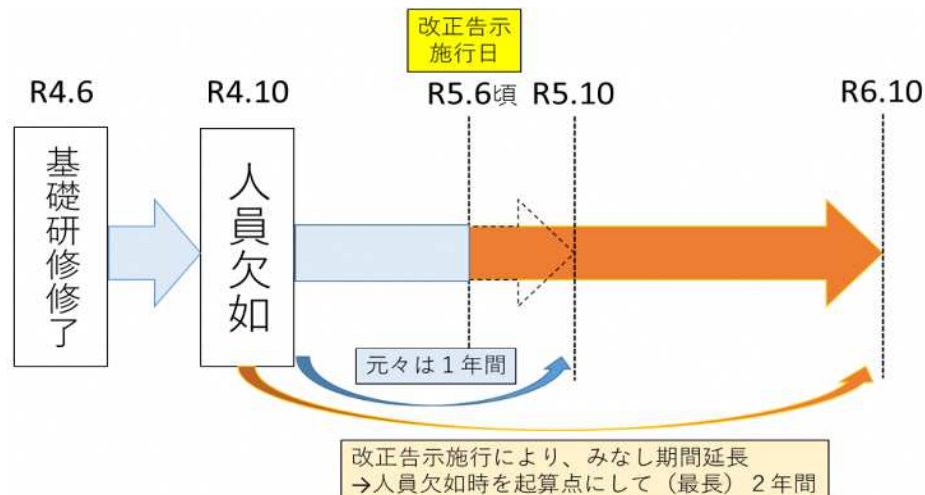 改正告示
施行日
R4.6
R4.10
R5.6頃
R5.10
R6.10
基礎研修修了
人員欠如
元々は1年間
改正告示施行により、みなし期間延長
→人員欠如時を起算点にして（最長）2年間